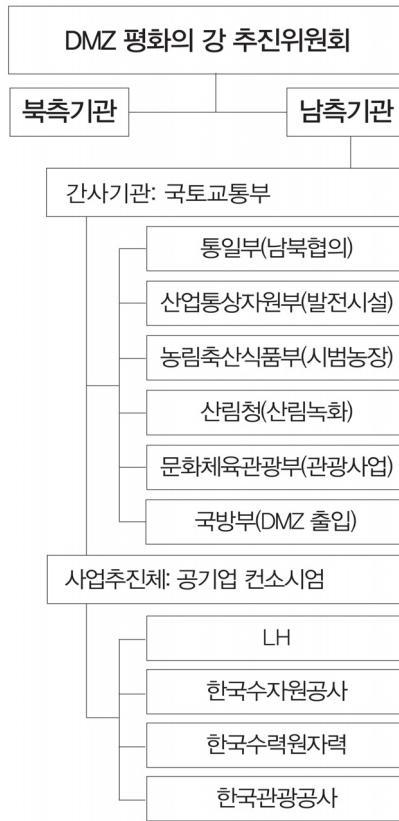 DMZ 평화의 강 추진위원회
북측기관
남측기관
간사기관: 국토교통부
통일부(남북협의)
산업통상자원부(발전시설)
농림축산식품부(시범농장)
산림청(산림녹화)
문화체육관광부(관광사업)
국방부(DMZ 출입)
사업추진체: 공기업 컨소시엄
LH
한국수자원공사
한국수력원자력
한국관광공사